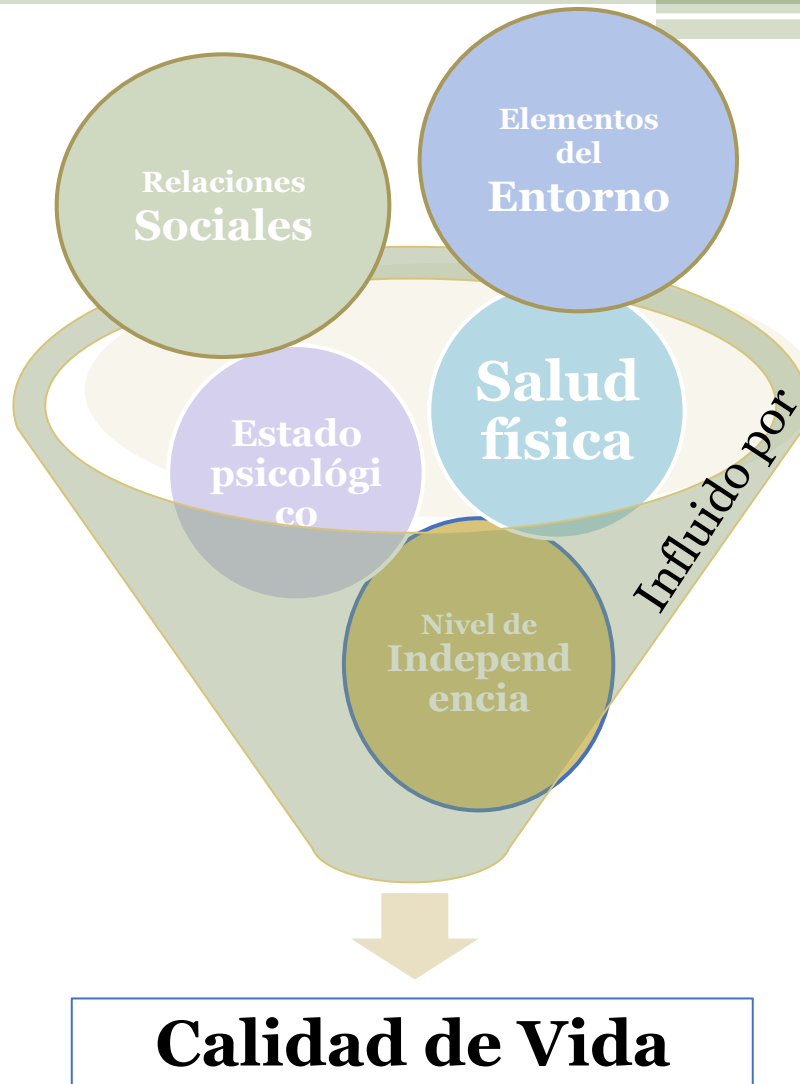 Relaciones
Sociales
Elementos
del
Entorno
Estado
psicológi
co
Salud
física
Influido por
Nivel de
Independ
encia
Calidad de Vida